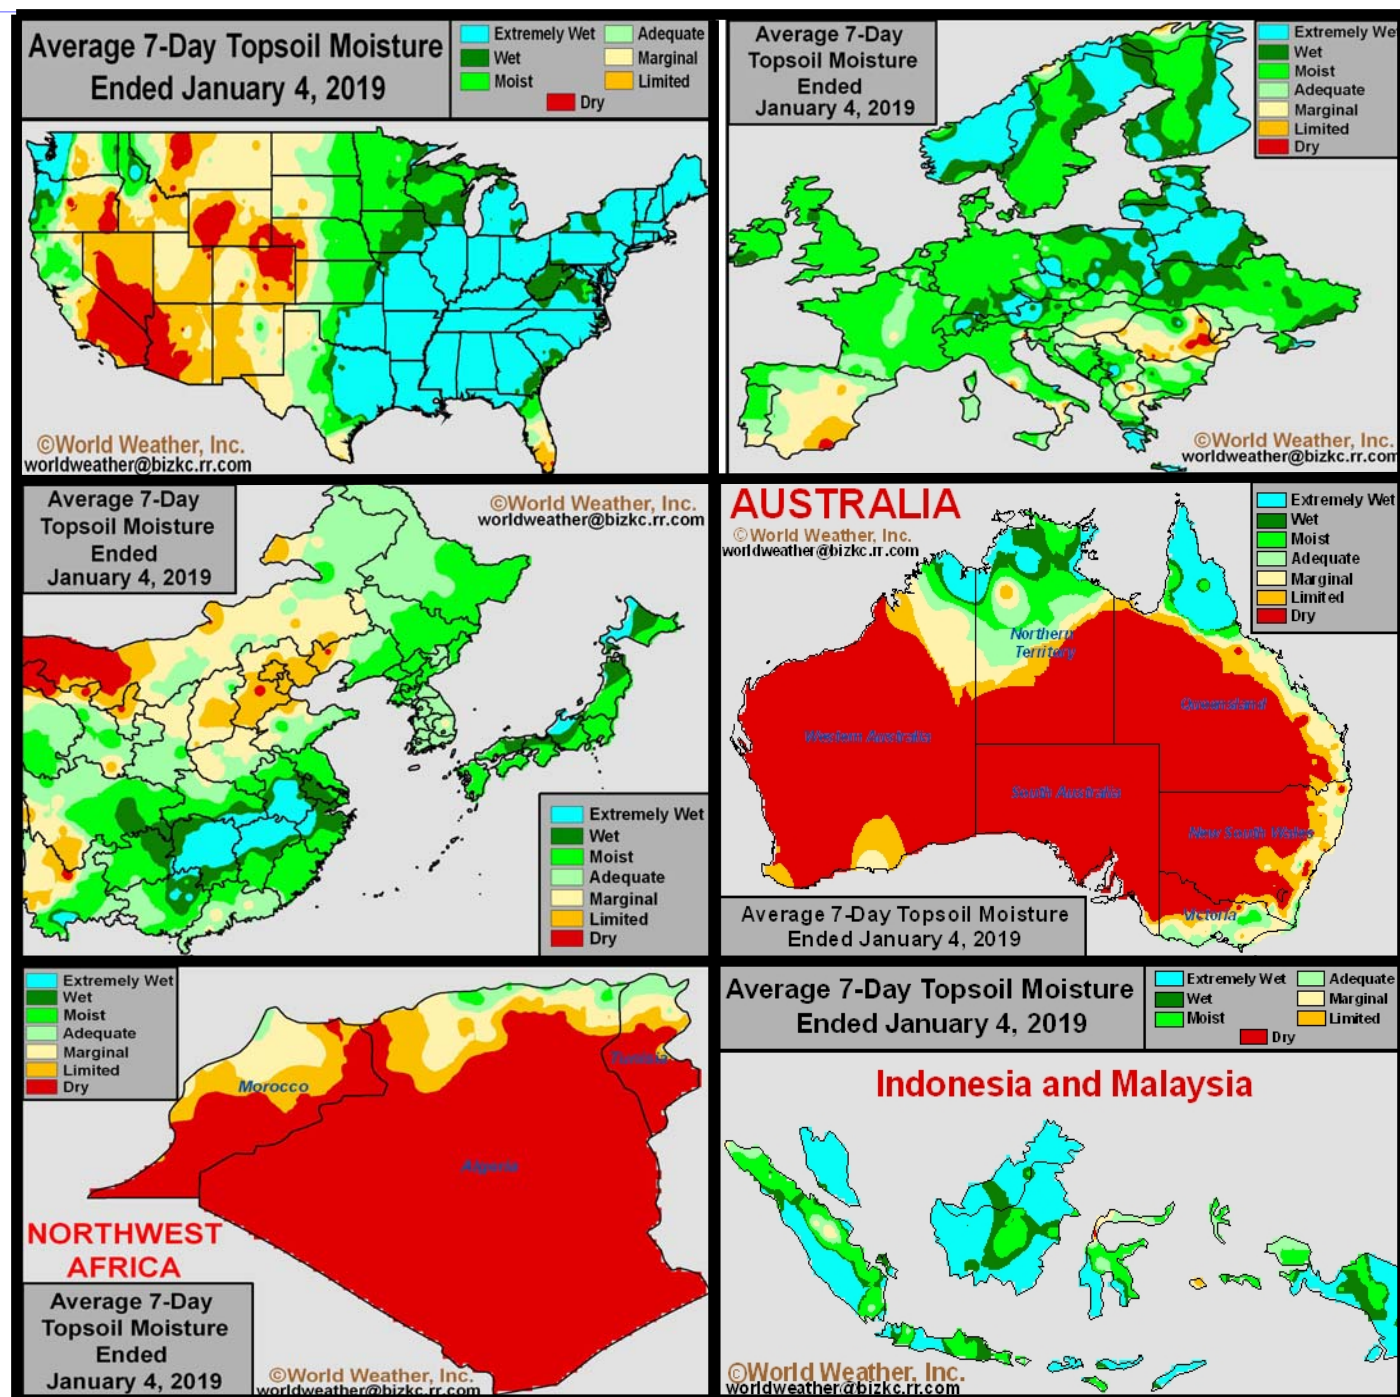 Average 7-Day Topsoil Moisture
Ended January 4, 2019
Extremely Wet
Wet
Moist
Adequate
Marginal
Limited
Dry
©World Weather, Inc.
worldweather@bizkc.rr.com
Average 7-Day
Topsoil Moisture
Ended
January 4, 2019
Extremely We
Wet
Moist
Adequate
Marginal
Limited
Dry
©World Weather, Inc.
worldweather@bizkc.rr.com
Average 7-Day
Topsoil Moisture
Ended
January 4, 2019
©World Weather, Inc.
worldweather@bizkc.rr.com
Extremely Wet
Wet
Moist
Adequate
Marginal
Limited
Dry
AUSTRALIA
©World Weather, Inc.
worldweather@bizkc.rr.com
Extremely Wet
Wet
Moist
Adequate
Marginal
Limited
Dry
Northern
Territory
Queensland
Western Australia
South Australia
New South Wales
Victoria
Average 7-Day Topsoil Moisture
Ended January 4, 2019
Extremely Wet
Wet
Moist
Adequate
Marginal
Limited
Dry
Tunisia
Morocco
Algeria
NORTHWEST
AFRICA
Average 7-Day
Topsoil Moisture
Ended
January 4, 2019
©World Weather, Inc.
worldweather@bizkc.rr.com
Average 7-Day Topsoil Moisture
Ended January 4, 2019
Extremely Wet
Wet
Moist
Adequate
Marginal
Limited
Dry
Indonesia and Malaysia
©World Weather, Inc.
worldweather@bizkc.rr.com